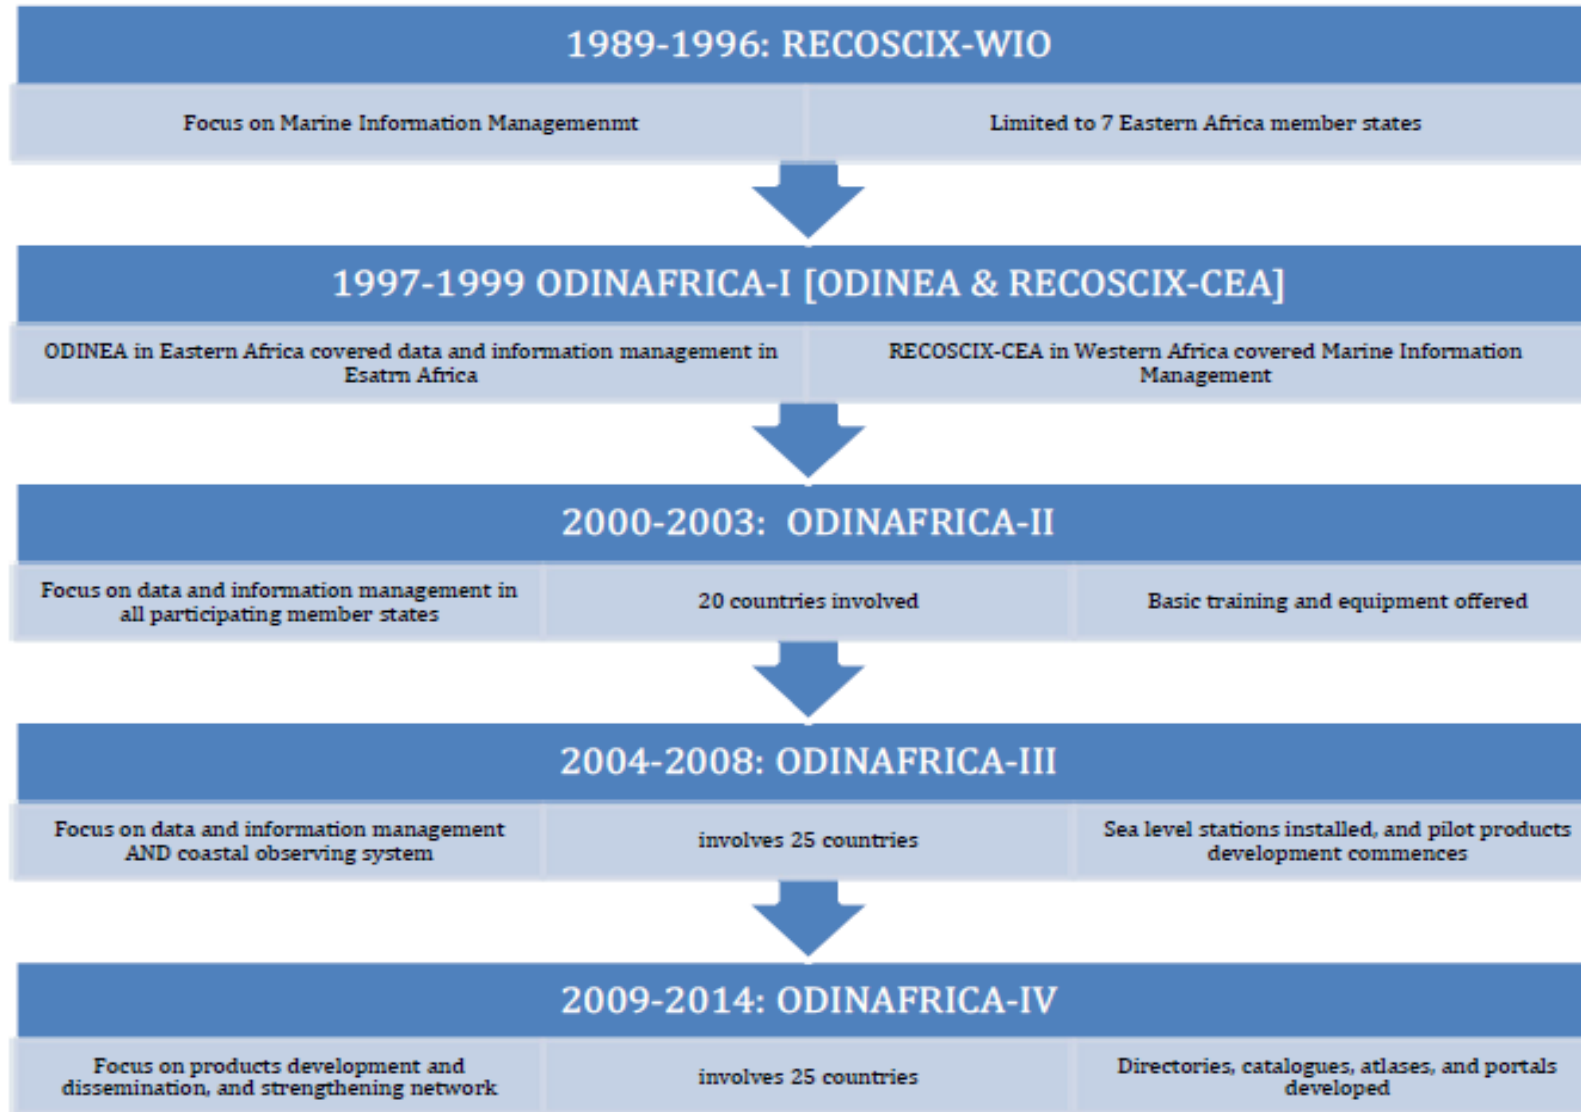 1989-1996: RECOSCIX-WIO
Focus on Marine Information Managemenmt
Limited to 7 Eastern Africa member states
1997-1999 ODINAFRICA-I [ODINEA & RECOSCIX-CEA]
ODINEA in Eastern Africa covered data and information management in
Esatrn Africa
RECOSCIX-CEA in Western Africa covered Marine Information
Management
2000-2003:  ODINAFRICA-II
Focus on data and information management in
all participating member states
20 countries involved
Basic training and equipment offered
2004-2008: ODINAFRICA-III
Focus on data and information management
AND coastal observing system
involves 25 countries
Sea level stations installed, and pilot products
development commences
2009-2014: ODINAFRICA-IV
Focus on products development and
dissemination, and strengthening network
involves 25 countries
Directories, catalogues, atlases, and portals
developed